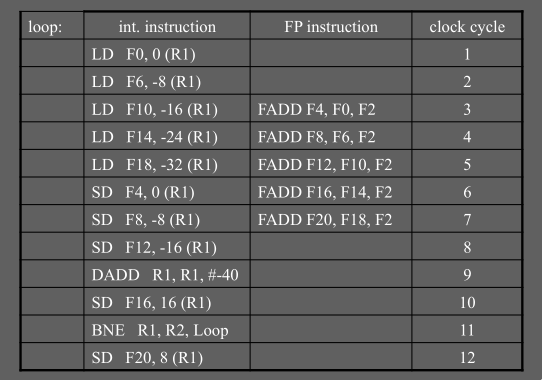 loop: int. instruction FP instruction clock cycle
LD F0, 0 (R1) 1
LD F6, -8 (R1) 2
LD F10, -16 (R1) FADD F4, F0, F2 3
LD F14, -24 (R1) FADD F8, F6, F2 4
LD F18, -32 (R1) FADD F12, F10, F2 5
SD F4, 0 (R1) FADD F16, F14, F2 6
SD F8, -8 (R1) FADD F20, F18, F2 7
SD F12, -16 (R1) 8
DADD R1, R1, #-40 9
SD F16, 16 (R1) 10
BNE R1, R2, Loop 11
SD F20, 8 (R1) 12